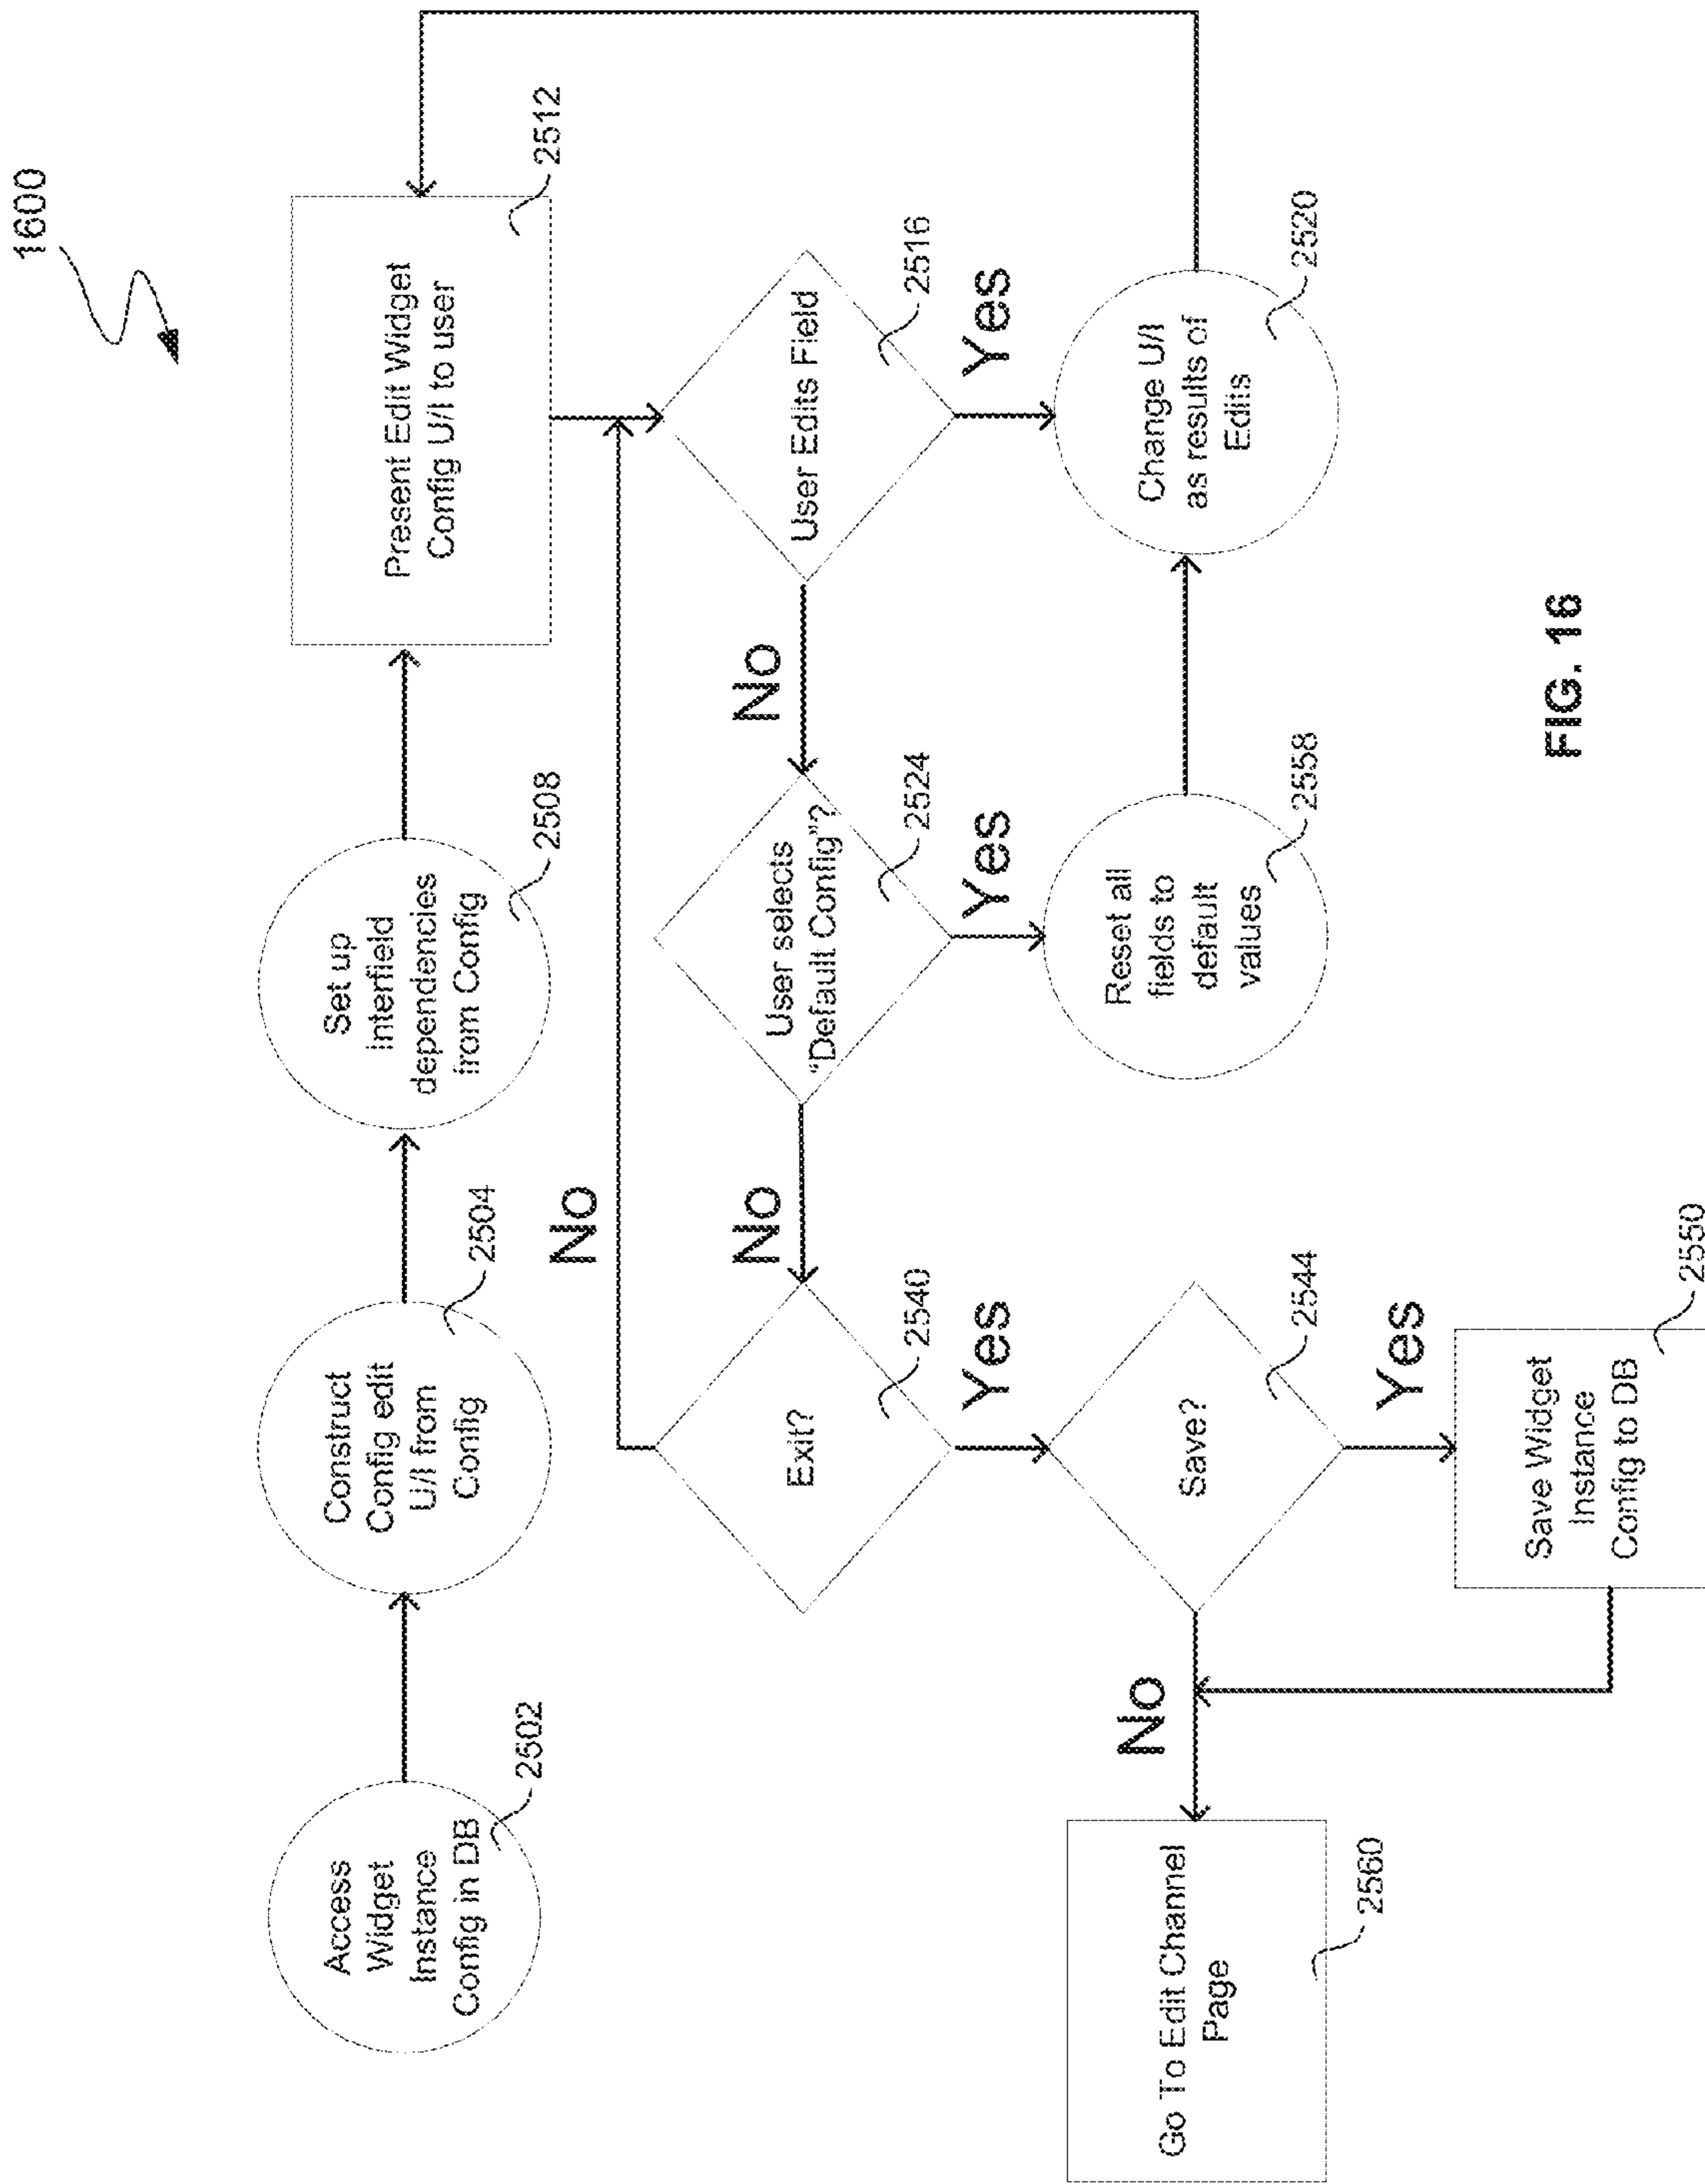 1600
Access
Widget
Instance
Config in DB
2502
Construct
Config edit
U/I from
Config
2504
Set up
interfield
dependencies
from Config
2508
Present Edit Widget
Config U/I to user
2512
No
Exit?
2540
No
User selects
"Default Config"?
2524
No
User Edits Field
2516
Yes
Yes
Yes
Save?
2544
Reset all
fields to
default
values
2558
Change U/I
as results of
Edits
2520
No
Yes
Go To Edit Channel
Page
2560
Save Widget
Instance
Config to DB
2550
FIG. 16